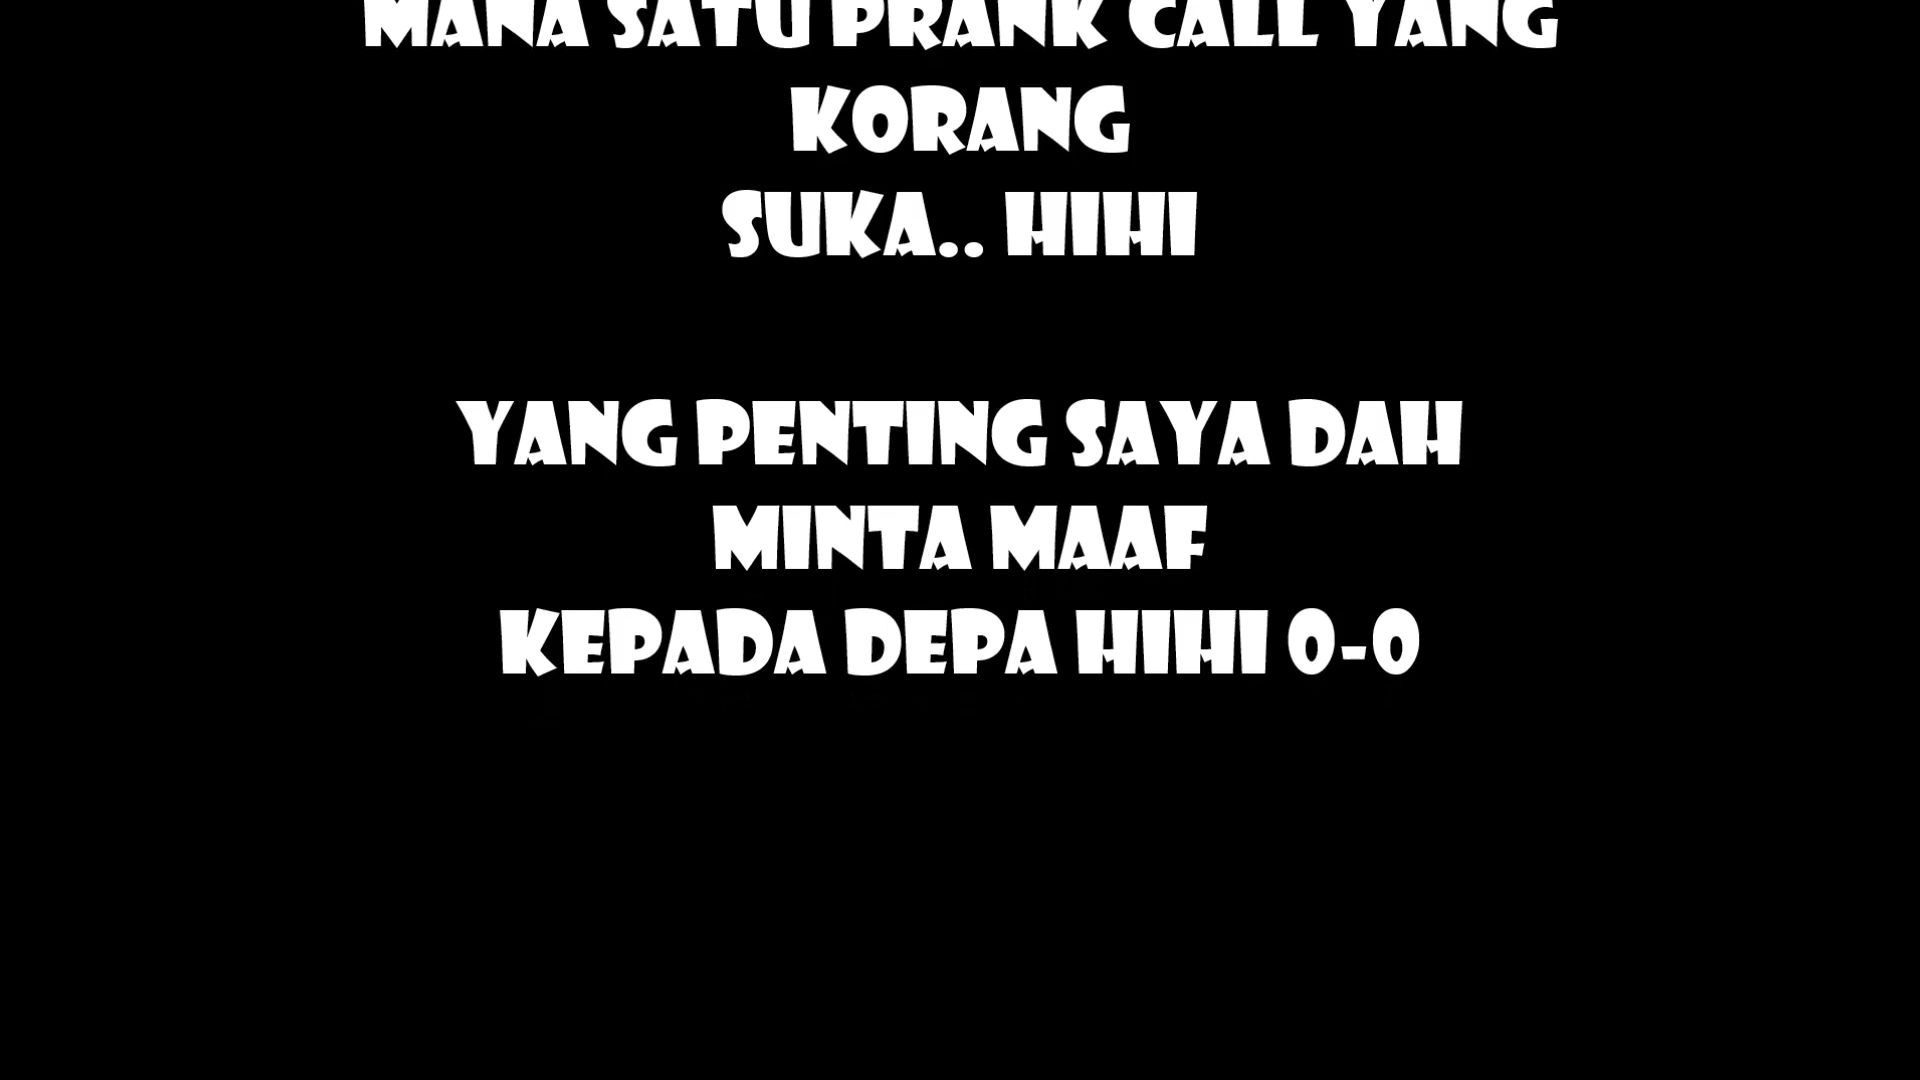 MANA SATU PRANK CALL YANG
KORANG
SUKA.. HIHI
YANG PENTING SAYA DAH
MINTA MAAF
KEPADA DEPA HIHI 0-0